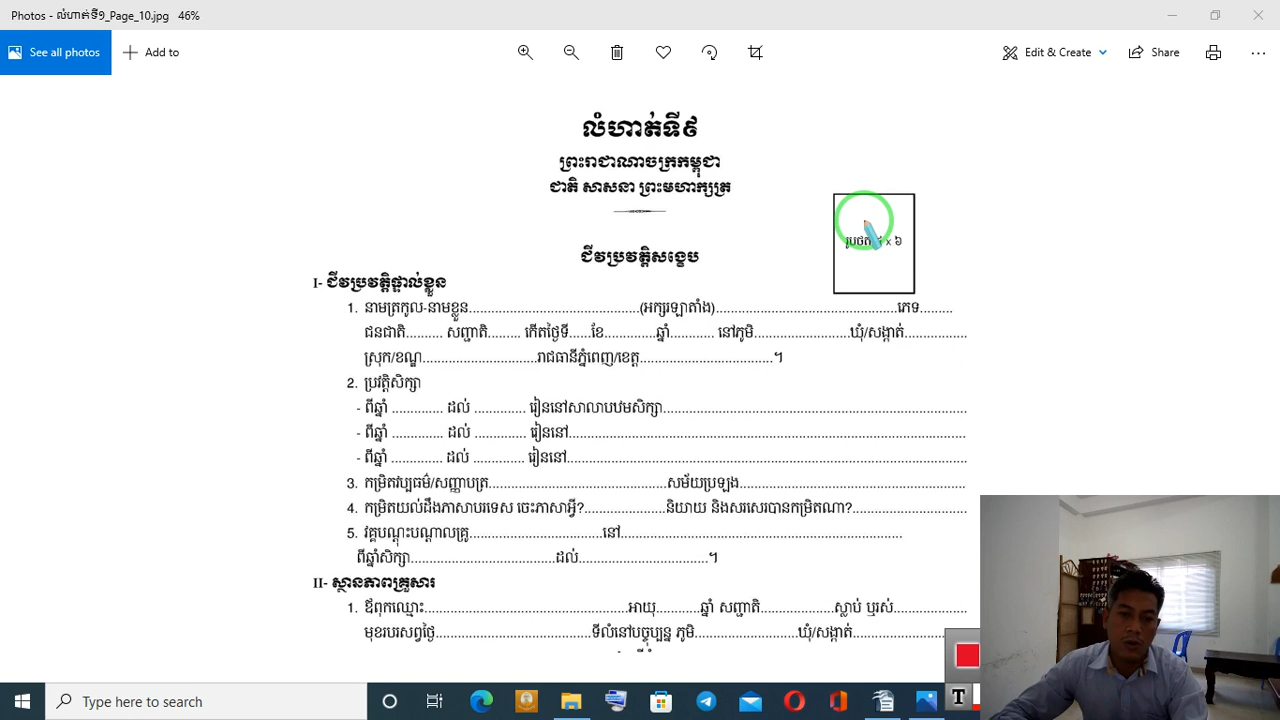 Photos - លំហាត់ទី9_Page_10.jpg 46%
See all photos
Add to
Edit & Create
Share
លំហាត់ទី៩
ព្រះរាជាណាចក្រកម្ពុជា
ជាតិ សាសនា ព្រះមហាក្សត្រ
x ៦
ជីវប្រវត្តិសង្ខេប
I- ជីវប្រវត្តិផ្ទាល់ខ្លួន
1. នាមត្រកូល-នាមខ្លួន..........(អក្សរឡាតាំង)..........ភេទ.........
ជនជាតិ.......... សញ្ជាតិ......... កើតថ្ងៃទី......ខែ.............ឆ្នាំ............ នៅភូមិ..........ឃុំ/សង្កាត់.................
ស្រុក/ខណ្ឌ..........រាជធានីភ្នំពេញ/ខេត្ត..........។
2. ប្រវត្តិសិក្សា
- ពីឆ្នាំ .............. ដល់ .............. រៀននៅសាលាបឋមសិក្សា..........
- ពីឆ្នាំ .............. ដល់ .............. រៀននៅ..........
- ពីឆ្នាំ .............. ដល់ .............. រៀននៅ..........
3. កម្រិតវប្បធម៌/សញ្ញាបត្រ..........សម័យប្រឡង..........
4. កម្រិតយល់ដឹងភាសាបរទេស ចេះភាសាអ្វី?..........និយាយ និងសរសេរបានកម្រិតណា?..........
5. វគ្គបណ្តុះបណ្តាលគ្រូ..........នៅ..........
ពីឆ្នាំសិក្សា..........ដល់..........។
II- ស្ថានភាពគ្រួសារ
1. ឪពុកឈ្មោះ..........អាយុ..........ឆ្នាំ សញ្ជាតិ..........ស្លាប់ ឬរស់..........
មុខរបរសព្វថ្ងៃ..........ទីលំនៅបច្ចុប្បន្ន ភូមិ..........ឃុំ/សង្កាត់..........
T
Type here to search